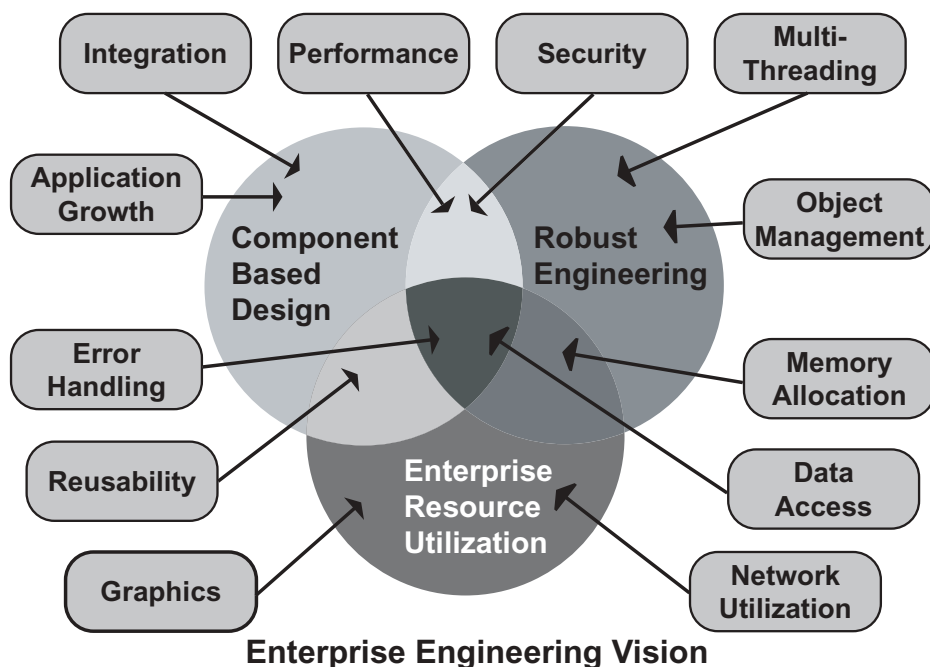 Integration
Performance
Security
Multi-
Threading
Application
Growth
Object
Management
Component
Based
Design
Robust
Engineering
Error
Handling
Memory
Allocation
Reusability
Enterprise
Resource
Utilization
Data
Access
Graphics
Network
Utilization
Enterprise Engineering Vision